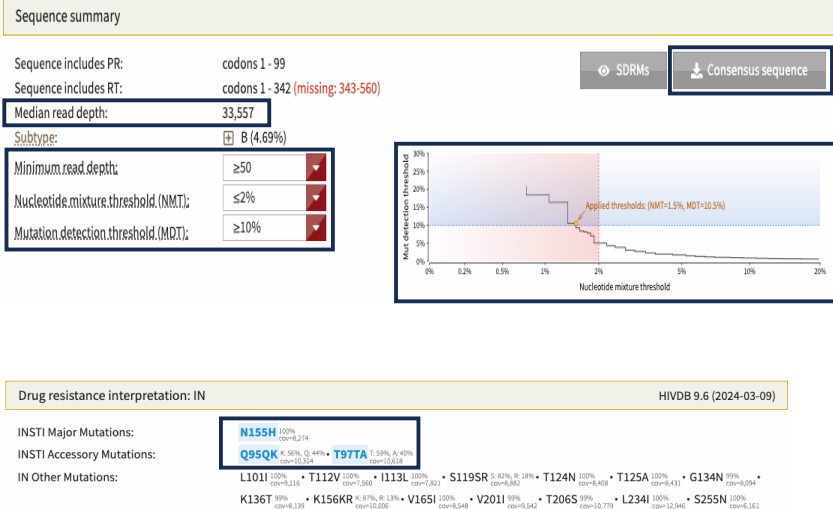 Sequence summary
Sequence includes PR: codons 1 - 99
Sequence includes RT: codons 1 - 342 (missing: 343-560)
SDRMs
Consensus sequence
Median read depth: 33,557
Subtype: B (4.69%)
Minimum read depth: ≥50
Nucleotide mixture threshold (NMT): ≤2%
Mutation detection threshold (MDT): ≥10%
Mut detection threshold
30%
25%
20%
15%
10%
5%
0%
Applied thresholds: (NMT=1.5%, MDT=10.5%)
0% 0.2% 0.5% 1% 2% 5% 10% 20%
Nucleotide mixture threshold
Drug resistance interpretation: IN HIVDB 9.6 (2024-03-09)
INSTI Major Mutations: N155H 100% cov=8,274
INSTI Accessory Mutations: Q95QK K: 56%, Q: 44% cov=10,314 • T97TA T: 59%, A: 40% cov=10,618
IN Other Mutations: L101I 100% cov=9,116 • T112V 100% cov=7,560 • I113L 100% cov=7,821 • S119SR S: 82%, R: 18% cov=8,882 • T124N 100% cov=8,408 • T125A 100% cov=8,431 • G134N 99% cov=8,094 •
K136T 99% cov=8,139 • K156KR K: 87%, R: 13% cov=10,006 • V165I 100% cov=8,548 • V201I 99% cov=9,542 • T206S 99% cov=10,779 • L234I 100% cov=12,946 • S255N 100% cov=6,161